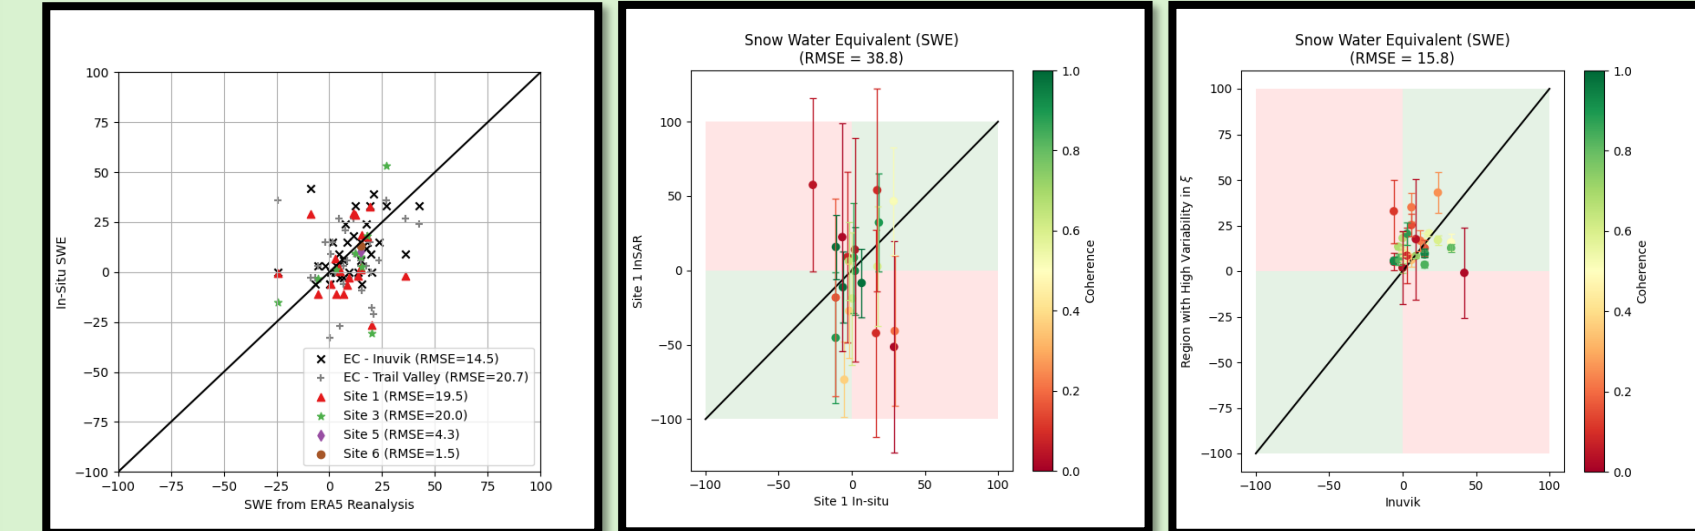 100
75
50
25
0
−25
−50
−75
−100
In-Situ SWE
EC - Inuvik (RMSE=14.5)
EC - Trail Valley (RMSE=20.7)
Site 1 (RMSE=19.5)
Site 3 (RMSE=20.0)
Site 5 (RMSE=4.3)
Site 6 (RMSE=1.5)
−100 −75 −50 −25 0 25 50 75 100
SWE from ERA5 Reanalysis
Snow Water Equivalent (SWE)
(RMSE = 38.8)
100
50
0
−50
−100
Site 1 InSAR
−100 −50 0 50 100
Site 1 In-situ
1.0
0.8
0.6
0.4
0.2
0.0
Coherence
Snow Water Equivalent (SWE)
(RMSE = 15.8)
100
75
50
25
0
−25
−50
−75
−100
Region with High Variability in ξ
−100 −50 0 50 100
Inuvik
1.0
0.8
0.6
0.4
0.2
0.0
Coherence